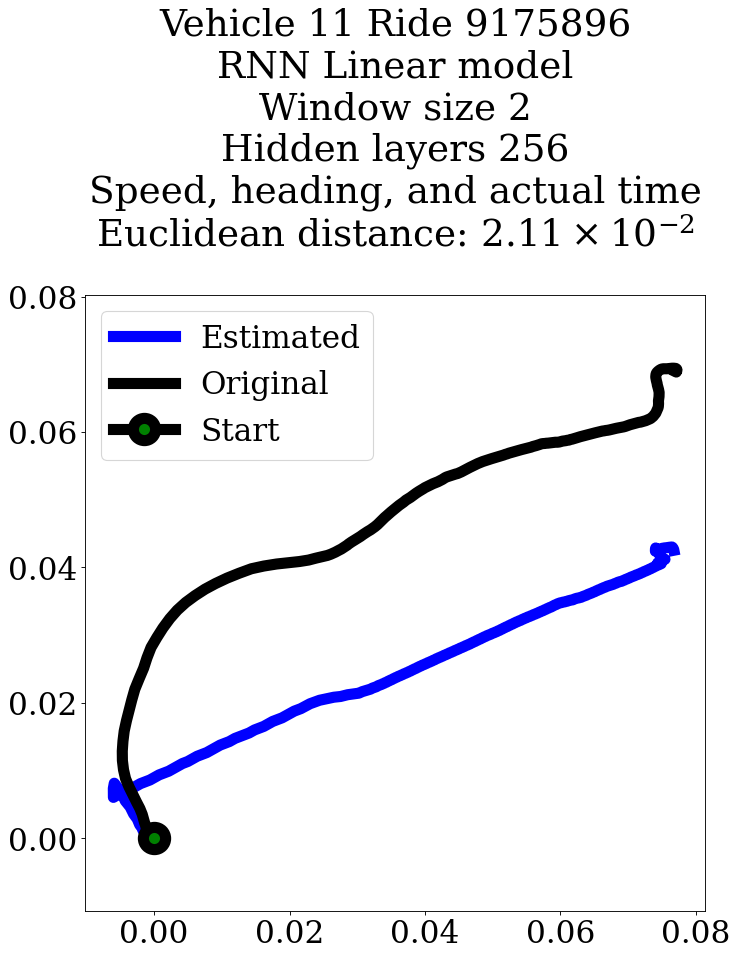 Vehicle 11 Ride 9175896
RNN Linear model
Window size 2
Hidden layers 256
Speed, heading, and actual time
Euclidean distance: 2.11 × 10⁻²
0.08
0.06
0.04
0.02
0.00
Estimated
Original
Start
0.00 0.02 0.04 0.06 0.08